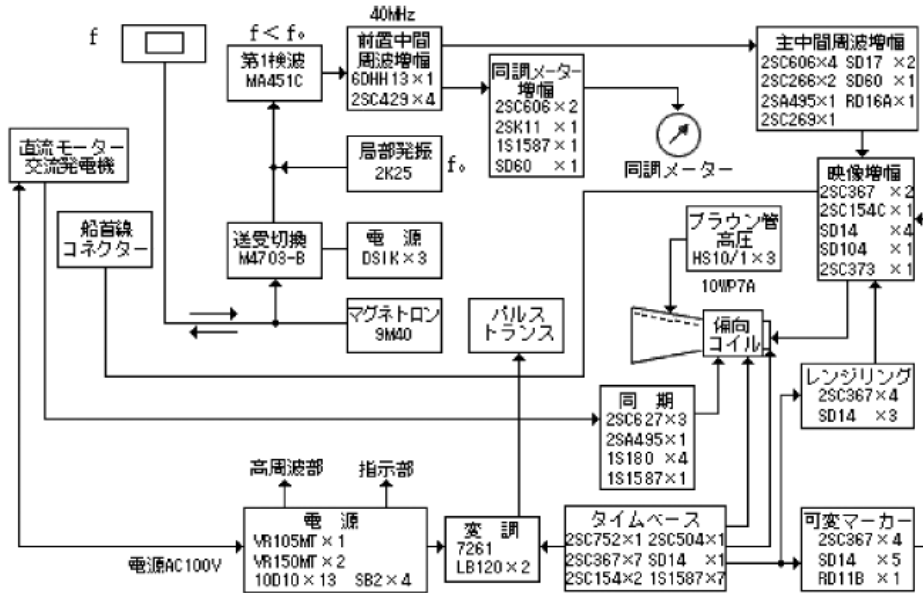 f
f < f₀
第1検波
MA451C
40MHz
前置中間
周波増幅
6DHH13×1
2SC429×4
同調メーター
増幅
2SC606×2
2SK11 ×1
1S1587×1
SD60 ×1
同調メーター
主中間周波増幅
2SC606×4 SD17 ×2
2SC266×2 SD60 ×1
2SA495×1 RD16A×1
2SC269×1
直流モーター
交流発電機
局部発振
2K25
f₀
船首線
コネクター
送受切換
M4703-B
電 源
DS1K×3
ブラウン管
高圧
HS10/1×3
10WP7A
映像増幅
2SC367 ×2
2SC154C×1
SD14 ×4
SD104 ×1
2SC373 ×1
マグネトロン
9M40
パルス
トランス
偏向
コイル
レンジリング
2SC367×4
SD14 ×3
同 期
2SC627×3
2SA495×1
1S180 ×4
1S1587×1
高周波部
指示部
電源AC100V
電 源
VR105MT×1
VR150MT×2
10D10×13 SB2×4
変 調
7261
LB120×2
タイムベース
2SC752×1 2SC504×1
2SC367×7 SD14 ×1
2SC154×2 1S1587×7
可変マーカー
2SC367×4
SD14 ×5
RD11B ×1